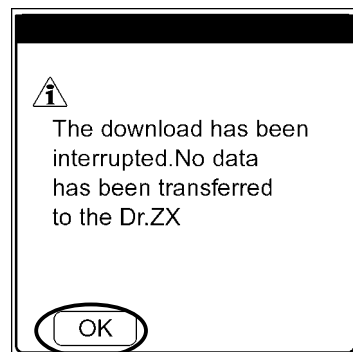 The download has been
interrupted.No data
has been transferred
to the Dr.ZX
OK